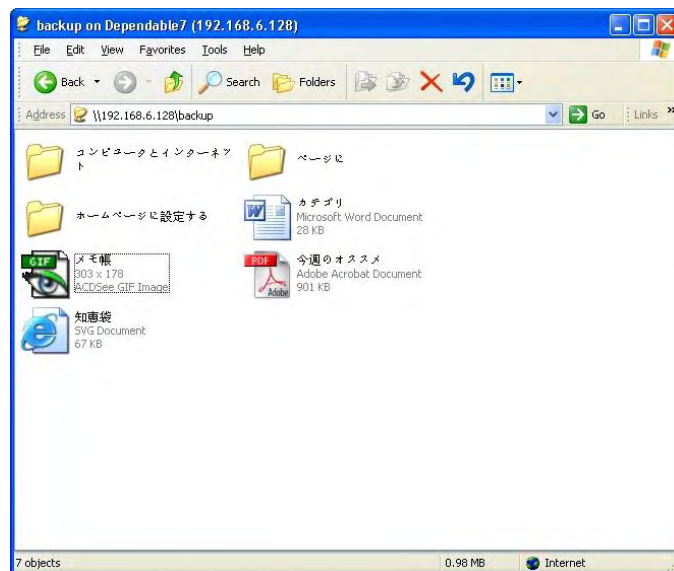 backup on Dependable7 (192.168.6.128)
File Edit View Favorites Tools Help
Back Search Folders
Address \\192.168.6.128\backup Go Links »
コンピュータとインターネッ
ト
ページに
ホームページに設定する
カテゴリ
Microsoft Word Document
28 KB
GIF
メモ帳
303 x 178
ACDSee GIF Image
PDF
Adobe
今週のオススメ
Adobe Acrobat Document
901 KB
知恵袋
SVG Document
67 KB
7 objects 0.98 MB Internet